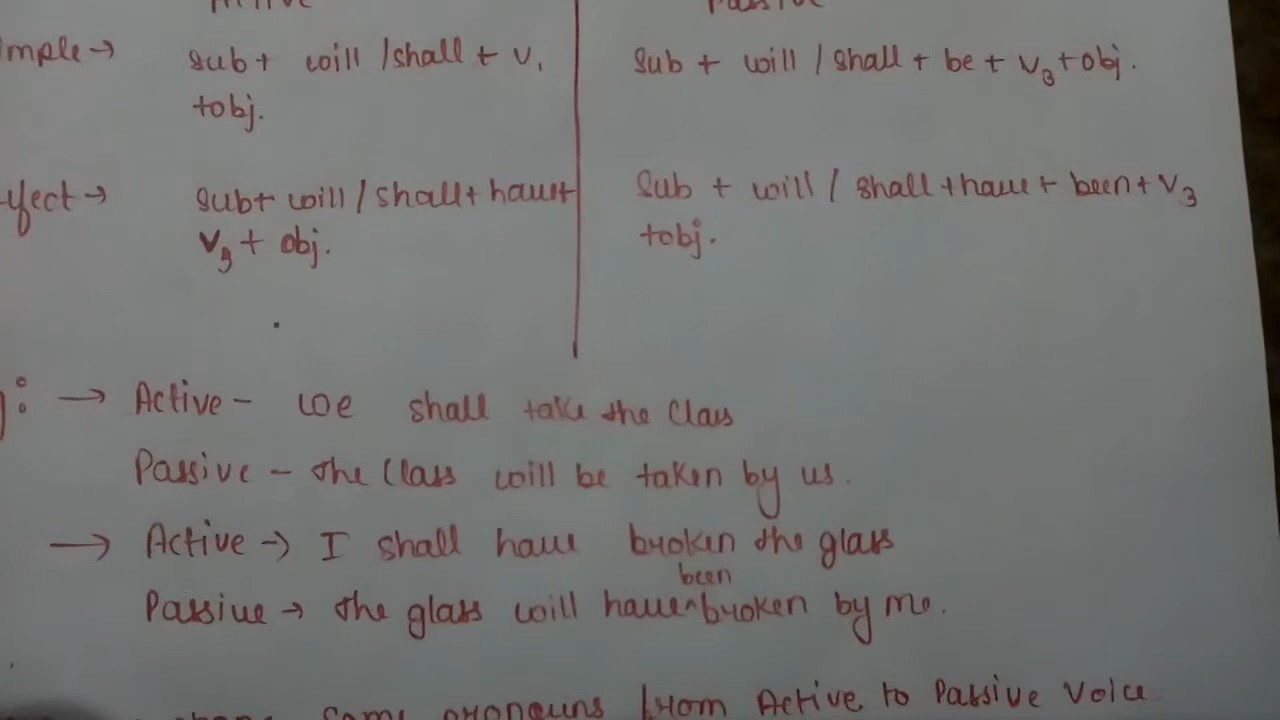 Active Passive
sub + will / shall + v1 Sub + will / shall + be + v3 + obj.
+ obj.
sub + will / shall + have + Sub + will / shall + have + been + v3
v3 + obj. + obj.
→ Active - we shall take the Class
Passive - the Class will be taken by us.
→ Active → I shall have broken the glass
been
Passive → the glass will have ^ broken by me.
some pronouns from Active to Passive Voice